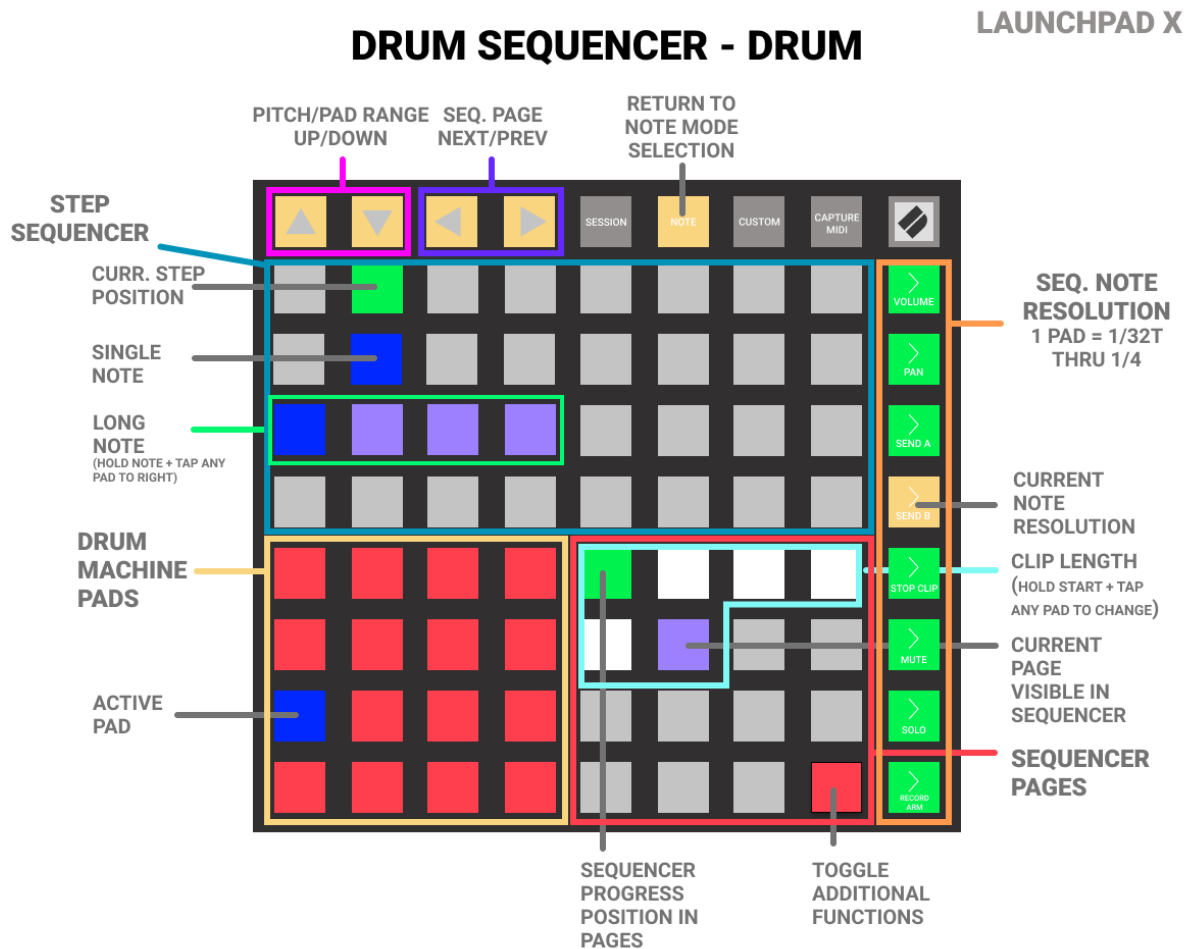 LAUNCHPAD X
DRUM SEQUENCER - DRUM
PITCH/PAD RANGE
UP/DOWN
SEQ. PAGE
NEXT/PREV
RETURN TO
NOTE MODE
SELECTION
STEP
SEQUENCER
SESSION
NOTE
CUSTOM
CAPTURE
MIDI
CURR. STEP
POSITION
VOLUME
SEQ. NOTE
RESOLUTION
1 PAD = 1/32T
THRU 1/4
SINGLE
NOTE
PAN
LONG
NOTE
(HOLD NOTE + TAP ANY
PAD TO RIGHT)
SEND A
SEND B
CURRENT
NOTE
RESOLUTION
DRUM
MACHINE
PADS
STOP CLIP
CLIP LENGTH
(HOLD START + TAP
ANY PAD TO CHANGE)
MUTE
CURRENT
PAGE
VISIBLE IN
SEQUENCER
ACTIVE
PAD
SOLO
SEQUENCER
PAGES
RECORD
ARM
SEQUENCER
PROGRESS
POSITION IN
PAGES
TOGGLE
ADDITIONAL
FUNCTIONS